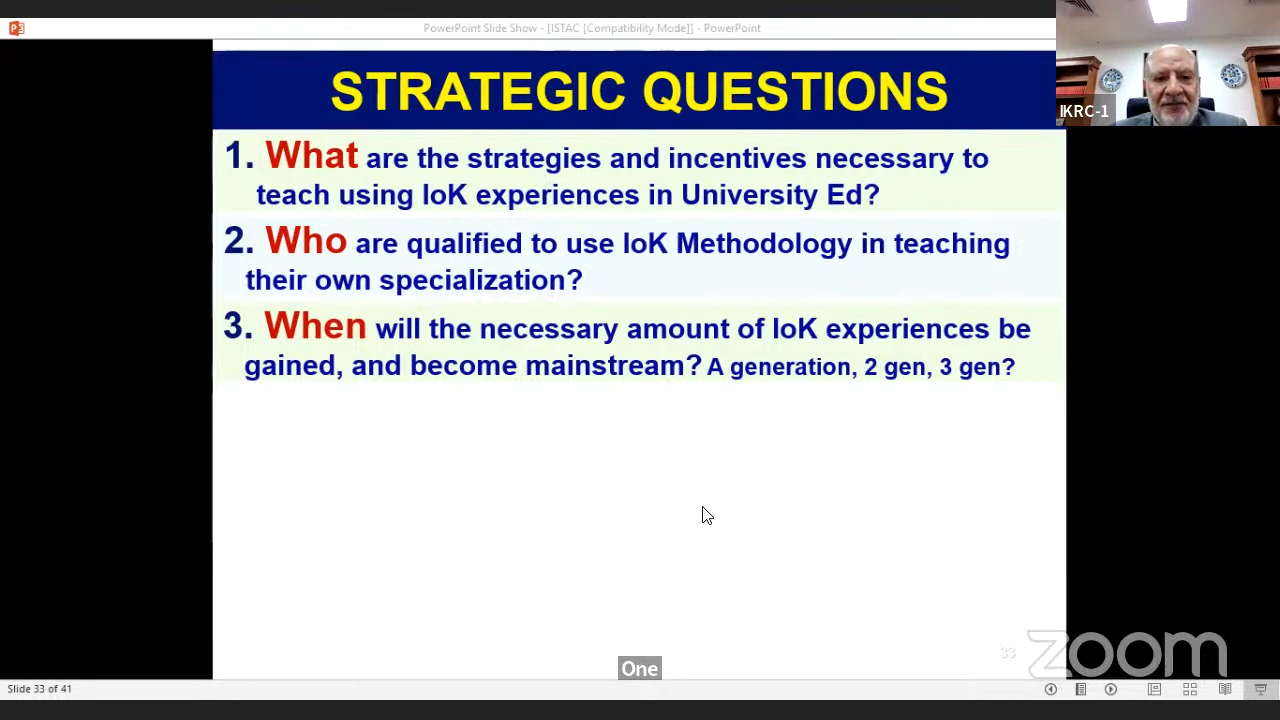 PowerPoint Slide Show - [ISTAC [Compatibility Mode]] - PowerPoint
IKRC-1
STRATEGIC QUESTIONS
1. What are the strategies and incentives necessary to
teach using IoK experiences in University Ed?
2. Who are qualified to use IoK Methodology in teaching
their own specialization?
3. When will the necessary amount of IoK experiences be
gained, and become mainstream? A generation, 2 gen, 3 gen?
33
zoom
One
Slide 33 of 41